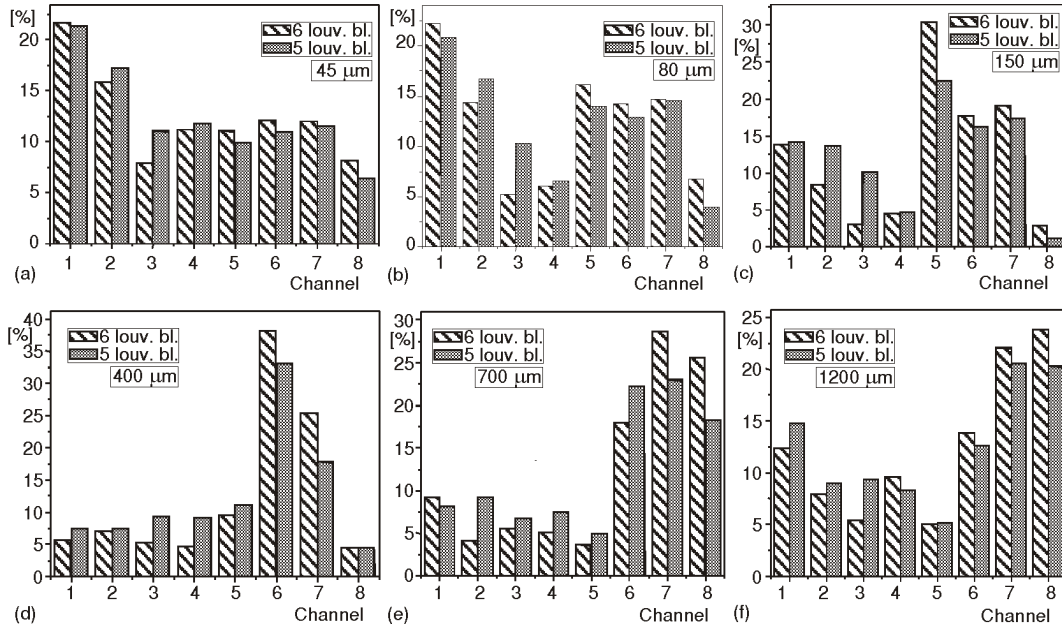 [%]
6 louv. bl.
5 louv. bl.
45 µm
20
15
10
5
0
1 2 3 4 5 6 7 8
(a)
Channel
[%]
6 louv. bl.
5 louv. bl.
80 µm
20
15
10
5
0
1 2 3 4 5 6 7 8
(b)
Channel
[%]
6 louv. bl.
5 louv. bl.
150 µm
30
25
20
15
10
5
0
1 2 3 4 5 6 7 8
(c)
Channel
[%]
6 louv. bl.
5 louv. bl.
400 µm
40
35
30
25
20
15
10
5
0
1 2 3 4 5 6 7 8
(d)
Channel
[%]
6 louv. bl.
5 louv. bl.
700 µm
30
25
20
15
10
5
0
1 2 3 4 5 6 7 8
(e)
Channel
[%]
6 louv. bl.
5 louv. bl.
1200 µm
25
20
15
10
5
0
1 2 3 4 5 6 7 8
(f)
Channel